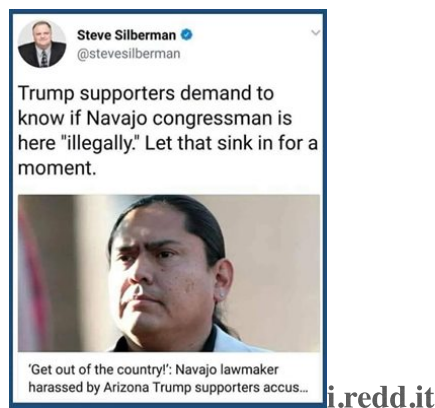 Steve Silberman
@stevesilberman
Trump supporters demand to
know if Navajo congressman is
here "illegally." Let that sink in for a
moment.
'Get out of the country!': Navajo lawmaker
harassed by Arizona Trump supporters accus...
i.redd.it